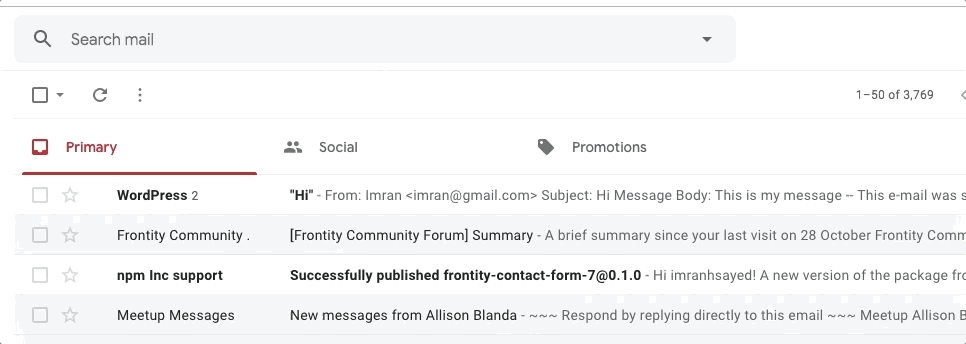 Search mail
1–50 of 3,769
Primary Social Promotions
WordPress 2 "Hi" - From: Imran <imran@gmail.com> Subject: Hi Message Body: This is my message -- This e-mail was s
Frontity Community . [Frontity Community Forum] Summary - A brief summary since your last visit on 28 October Frontity Comm
npm Inc support Successfully published frontity-contact-form-7@0.1.0 - Hi imranhsayed! A new version of the package fro
Meetup Messages New messages from Allison Blanda - ~~~ Respond by replying directly to this email ~~~ Meetup Allison B